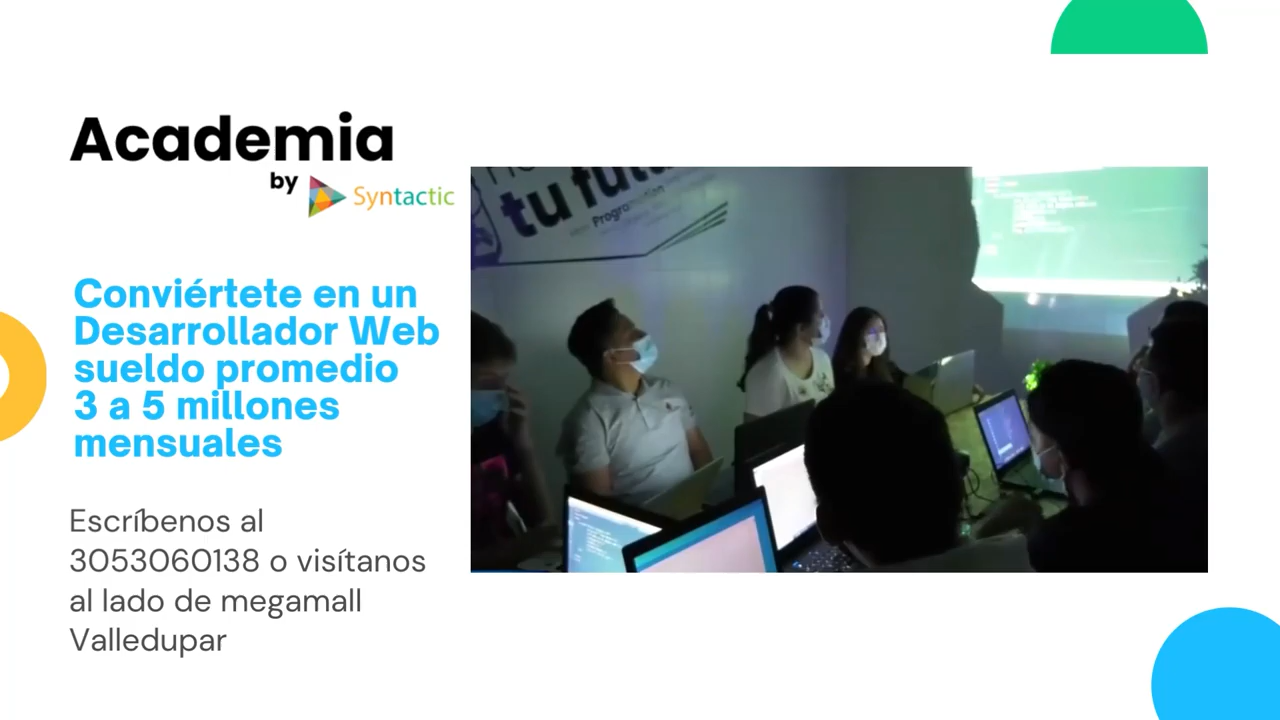 Academia
by Syntactic
Conviértete en un
Desarrollador Web
sueldo promedio
3 a 5 millones
mensuales
Escríbenos al
3053060138 o visítanos
al lado de megamall
Valledupar
tu